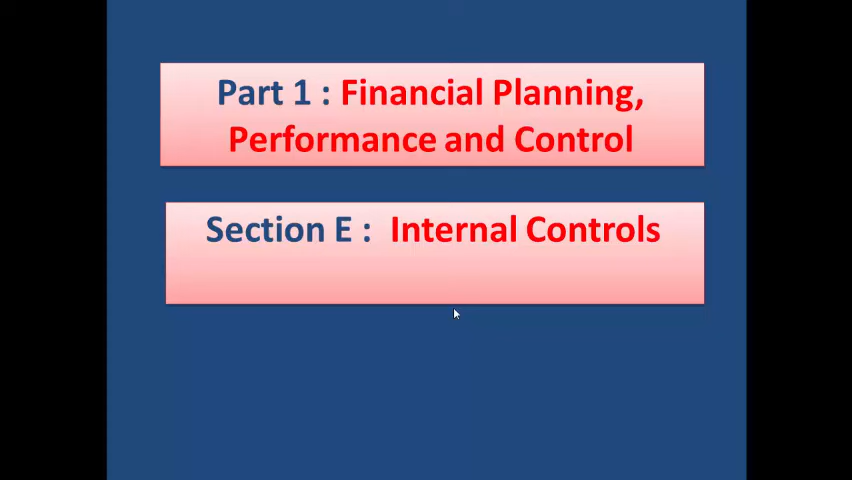 Part 1 : Financial Planning,
Performance and Control
Section E : Internal Controls